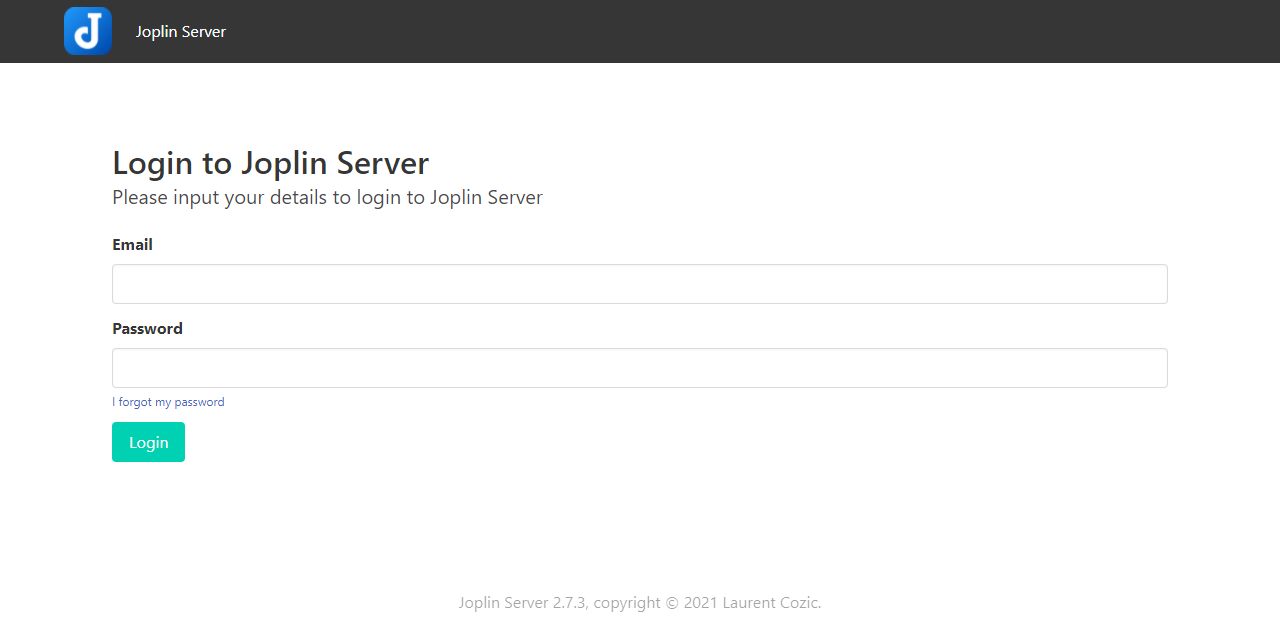 Joplin Server
Login to Joplin Server
Please input your details to login to Joplin Server
Email
Password
I forgot my password
Login
Joplin Server 2.7.3, copyright © 2021 Laurent Cozic.